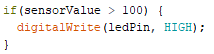 if(sensorValue > 100) {
  digitalWrite(ledPin, HIGH);
}